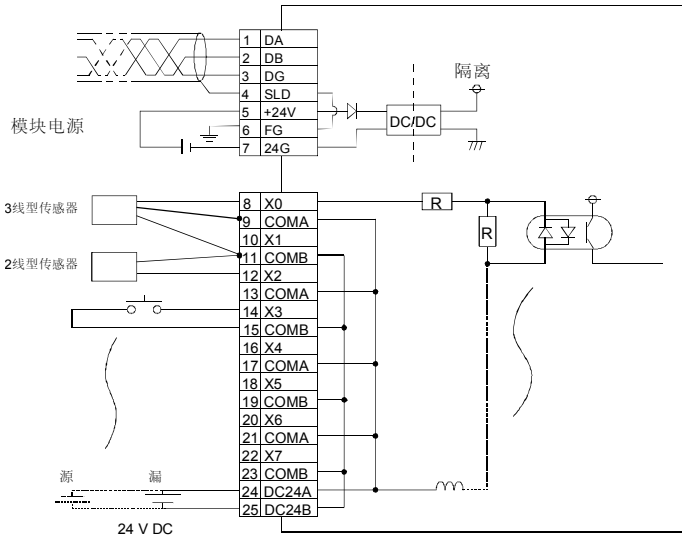 1 DA
2 DB
3 DG
4 SLD
5 +24V
6 FG
7 24G
模块电源
隔离
DC/DC
3线型传感器
2线型传感器
8 X0
9 COMA
10 X1
11 COMB
12 X2
13 COMA
14 X3
15 COMB
16 X4
17 COMA
18 X5
19 COMB
20 X6
21 COMA
22 X7
23 COMB
24 DC24A
25 DC24B
R
R
源 漏
24 V DC